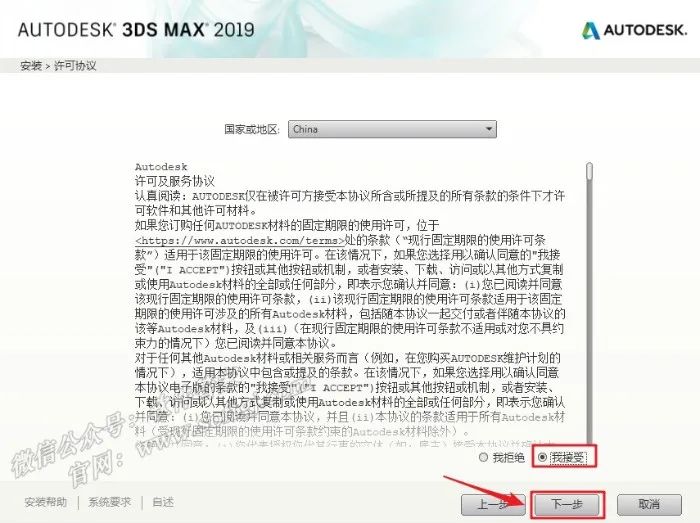 AUTODESK® 3DS MAX® 2019
AUTODESK.
安装 > 许可协议
国家或地区:
China
Autodesk
许可及服务协议
认真阅读：AUTODESK仅在被许可方接受本协议所含或所提及的所有条款的条件下才许
可软件和其他许可材料。
如果您订购任何AUTODESK材料的固定期限的使用许可，位于
<https://www.autodesk.com/terms>处的条款（“现行固定期限的使用许可条
款”）适用于该固定期限的使用许可。在该情况下，如果您选择用以确认同意的"我接
受"("I ACCEPT")按钮或其他按钮或机制，或者安装、下载、访问或以其他方式复制
或使用Autodesk材料的全部或任何部分，即表示您确认并同意：(i)您已阅读并同意
该现行固定期限的使用许可条款，(ii)该现行固定期限的使用许可条款适用于该固定
期限的使用许可涉及的所有Autodesk材料，包括随本协议一起交付或者伴随本协议的
该等Autodesk材料，及(iii)（在现行固定期限的使用许可条款不适用或对您不具约
束力的情况下）您已阅读并同意本协议。
对于任何其他Autodesk材料或相关服务而言（例如，在您购买AUTODESK维护计划的
情况下），适用本协议中包含或提及的条款。在该情况下，如果您选择用以确认同意
本协议电子版的条款的"我接受"("I ACCEPT")按钮或其他按钮或机制，或者安装、
下载、访问或以其他方式复制或使用Autodesk材料的全部或任何部分，即表示您确认
并同意：(i)您已阅读并同意本协议，并且(ii)本协议的条款适用于所有Autodesk材
料（受现行固定期限的使用许可条款约束的Autodesk材料除外）。
微信公众号：
官网：www.
我拒绝
我接受
安装帮助
系统要求
自述
上一步
下一步
取消